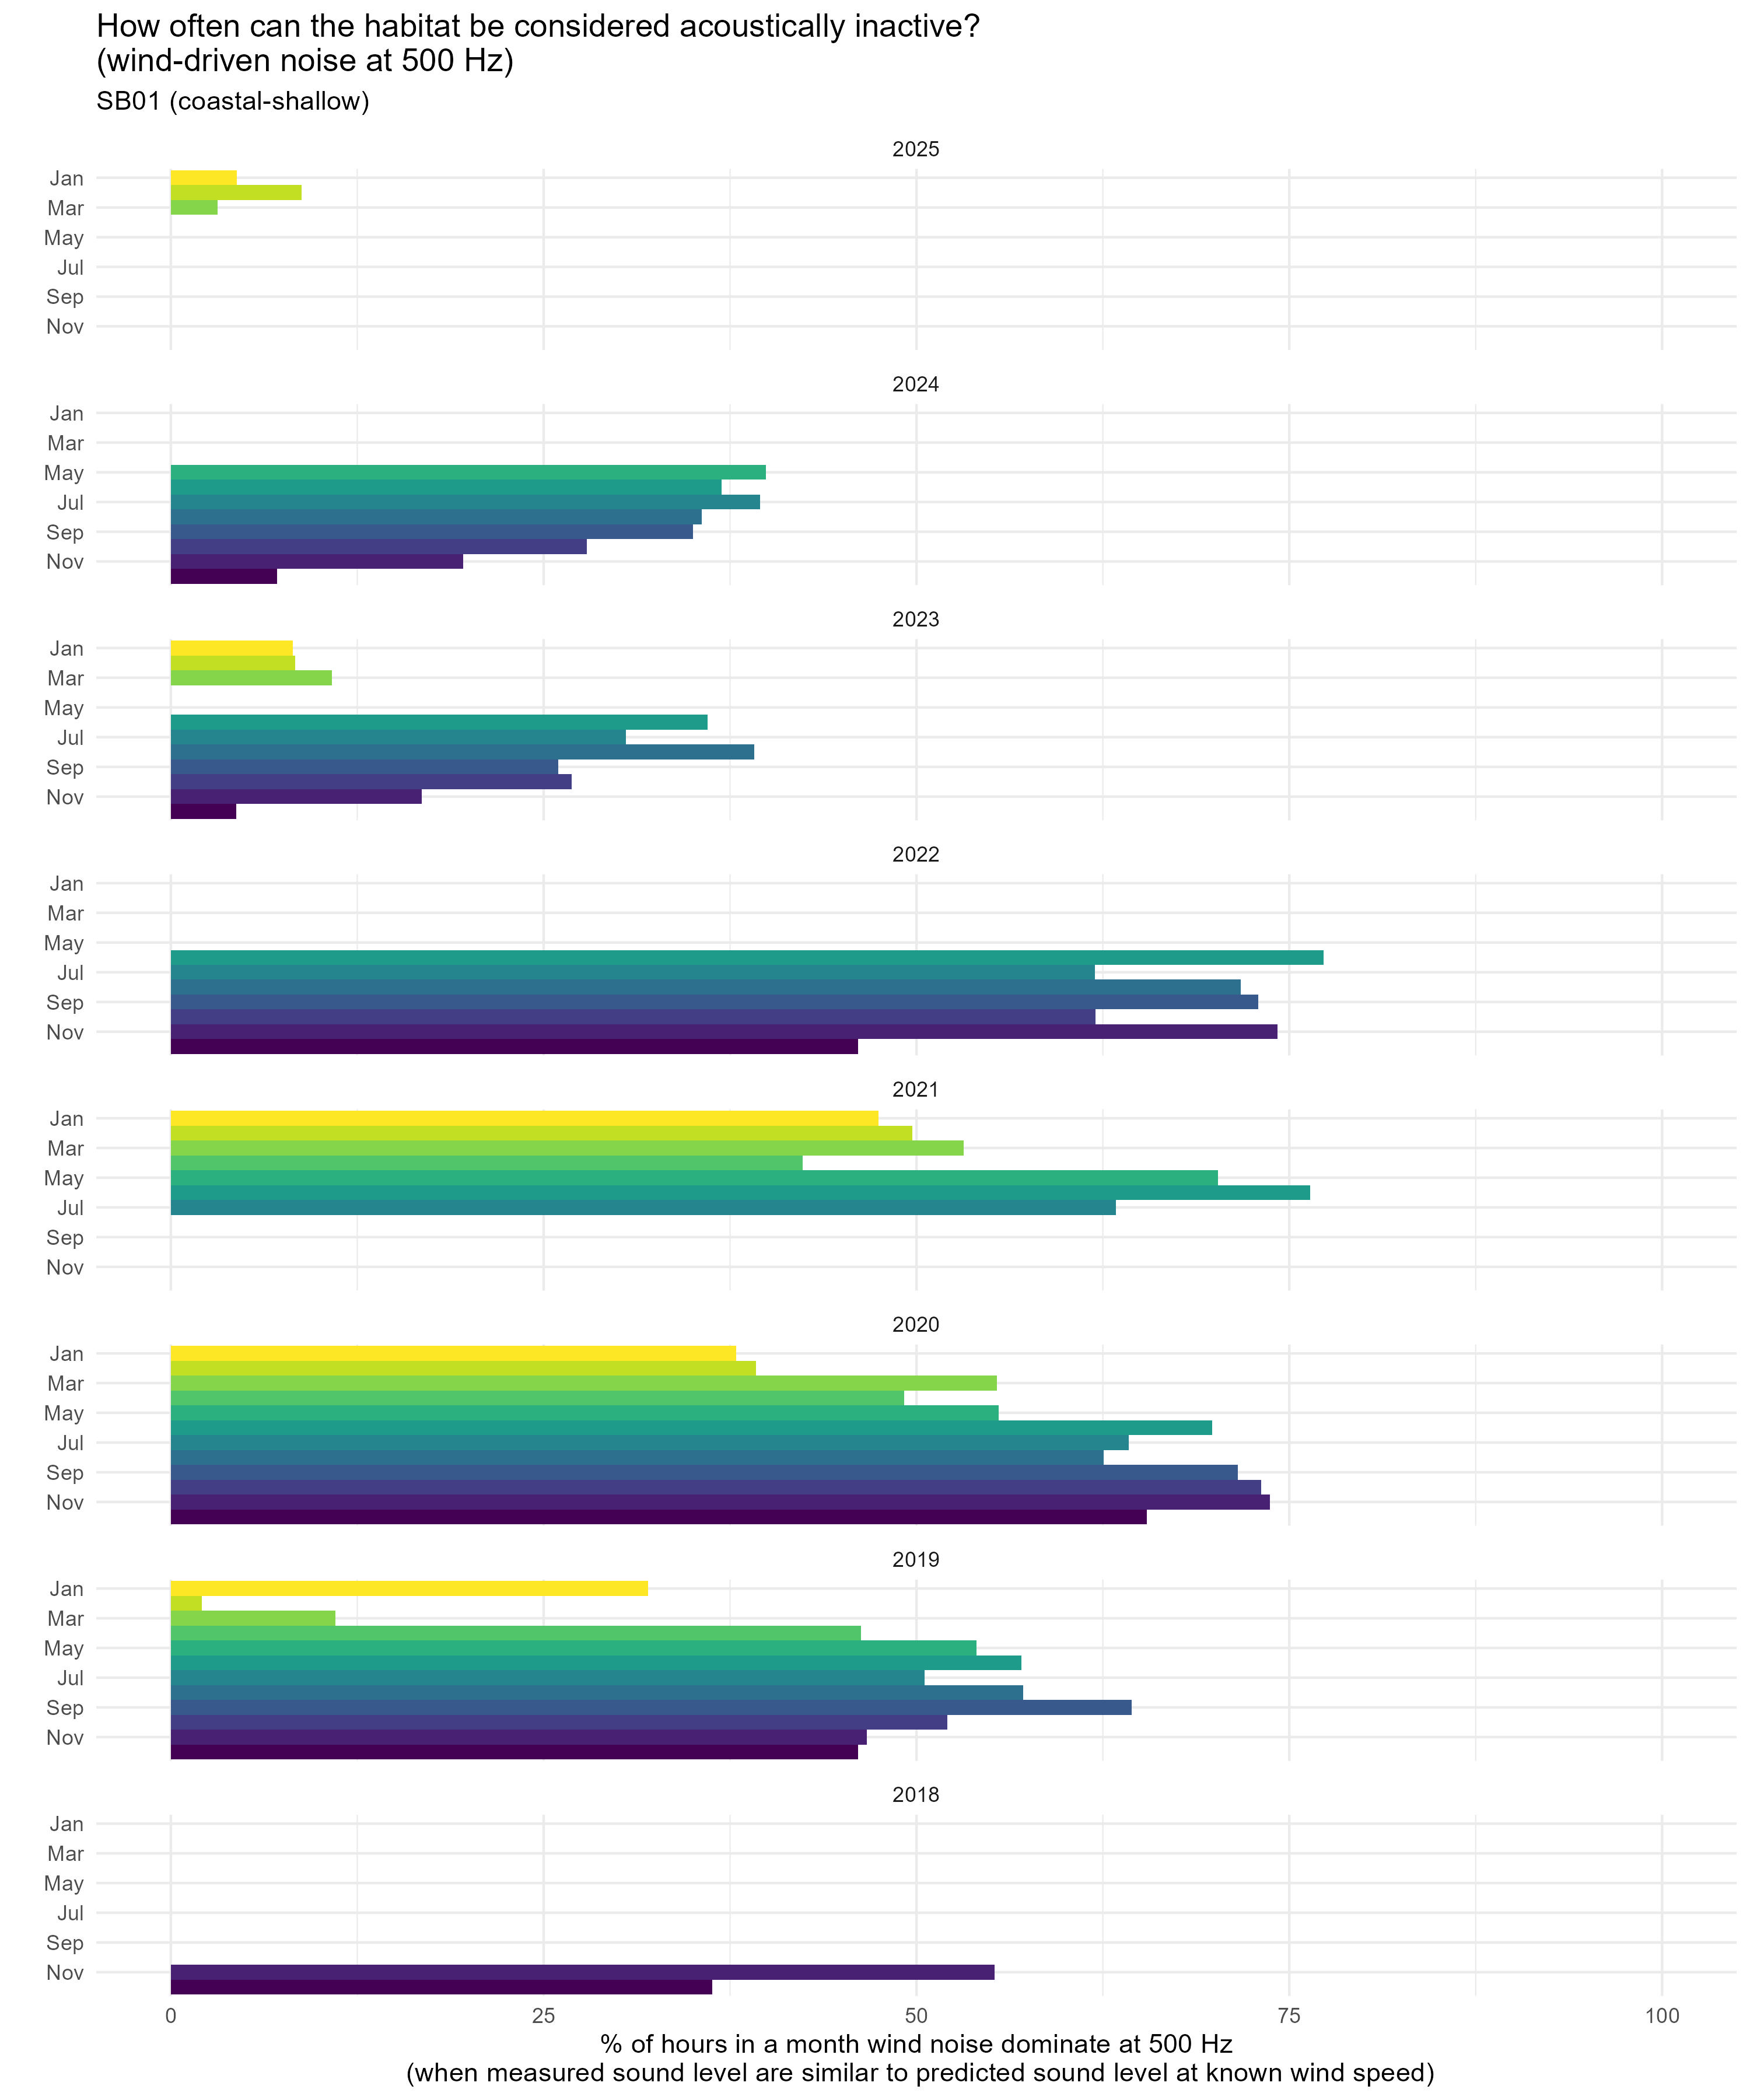 How often can the habitat be considered acoustically inactive?
(wind-driven noise at 500 Hz)
SB01 (coastal-shallow)
2025
Jan
Mar
May
Jul
Sep
Nov
2024
Jan
Mar
May
Jul
Sep
Nov
2023
Jan
Mar
May
Jul
Sep
Nov
2022
Jan
Mar
May
Jul
Sep
Nov
2021
Jan
Mar
May
Jul
Sep
Nov
2020
Jan
Mar
May
Jul
Sep
Nov
2019
Jan
Mar
May
Jul
Sep
Nov
2018
Jan
Mar
May
Jul
Sep
Nov
0 25 50 75 100
% of hours in a month wind noise dominate at 500 Hz
(when measured sound level are similar to predicted sound level at known wind speed)